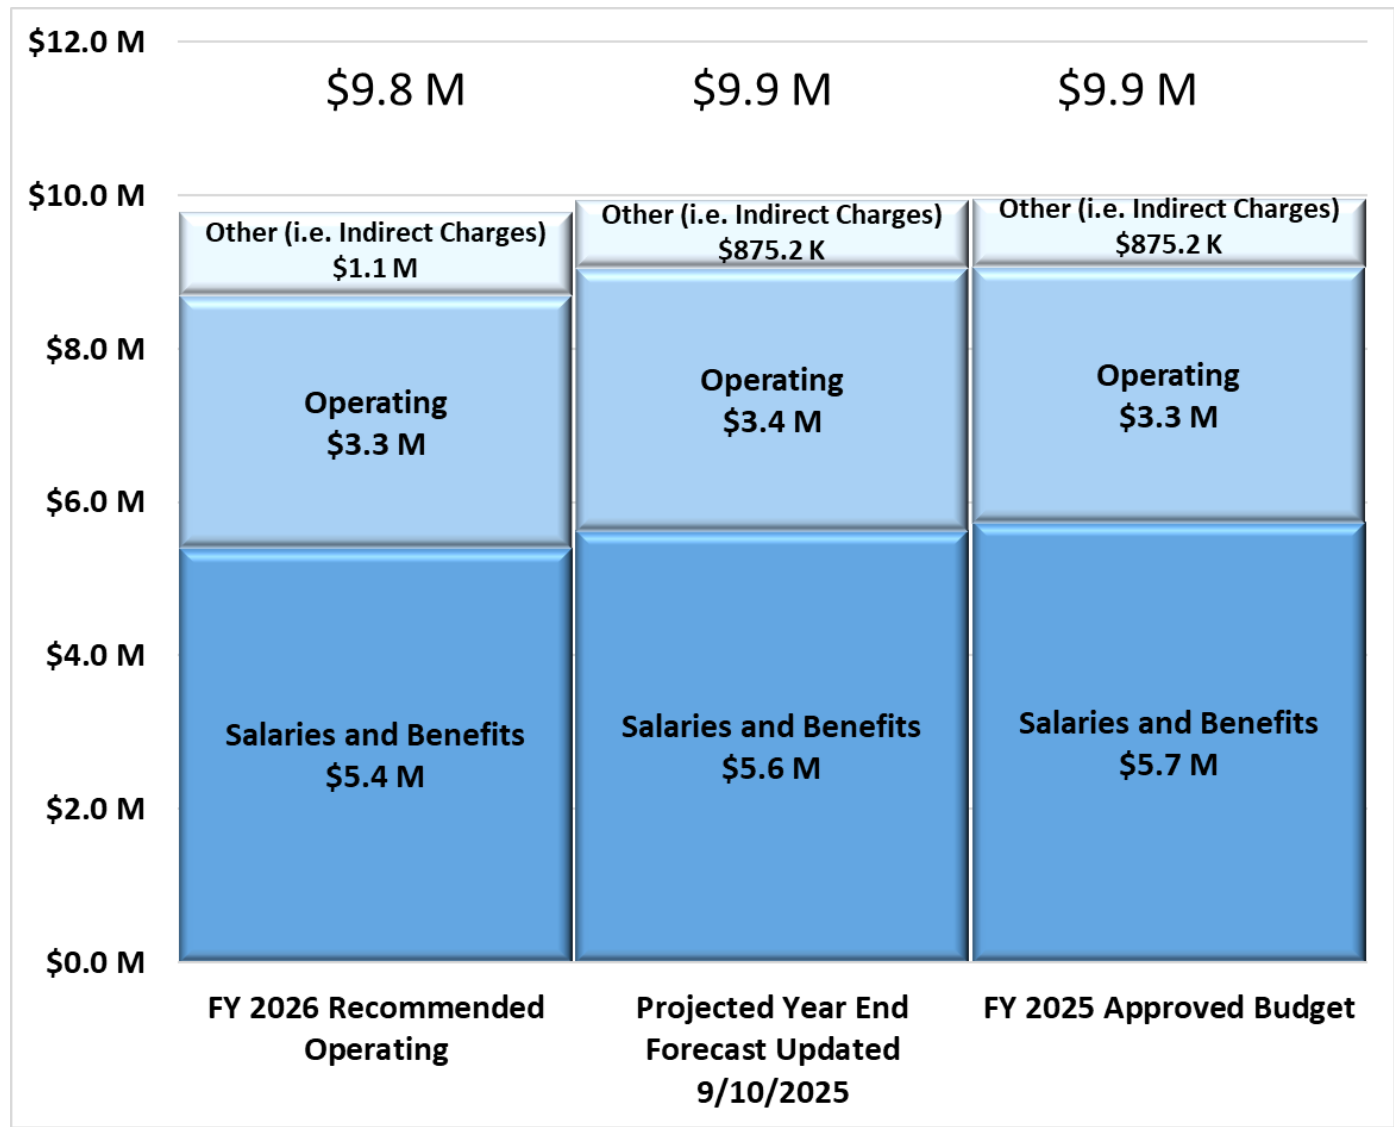 $12.0 M
$9.8 M
$9.9 M
$9.9 M
$10.0 M
Other (i.e. Indirect Charges)
$1.1 M
Other (i.e. Indirect Charges)
$875.2 K
Other (i.e. Indirect Charges)
$875.2 K
$8.0 M
Operating
$3.3 M
Operating
$3.4 M
Operating
$3.3 M
$6.0 M
$4.0 M
Salaries and Benefits
$5.4 M
Salaries and Benefits
$5.6 M
Salaries and Benefits
$5.7 M
$2.0 M
$0.0 M
FY 2026 Recommended
Operating
Projected Year End
Forecast Updated
9/10/2025
FY 2025 Approved Budget